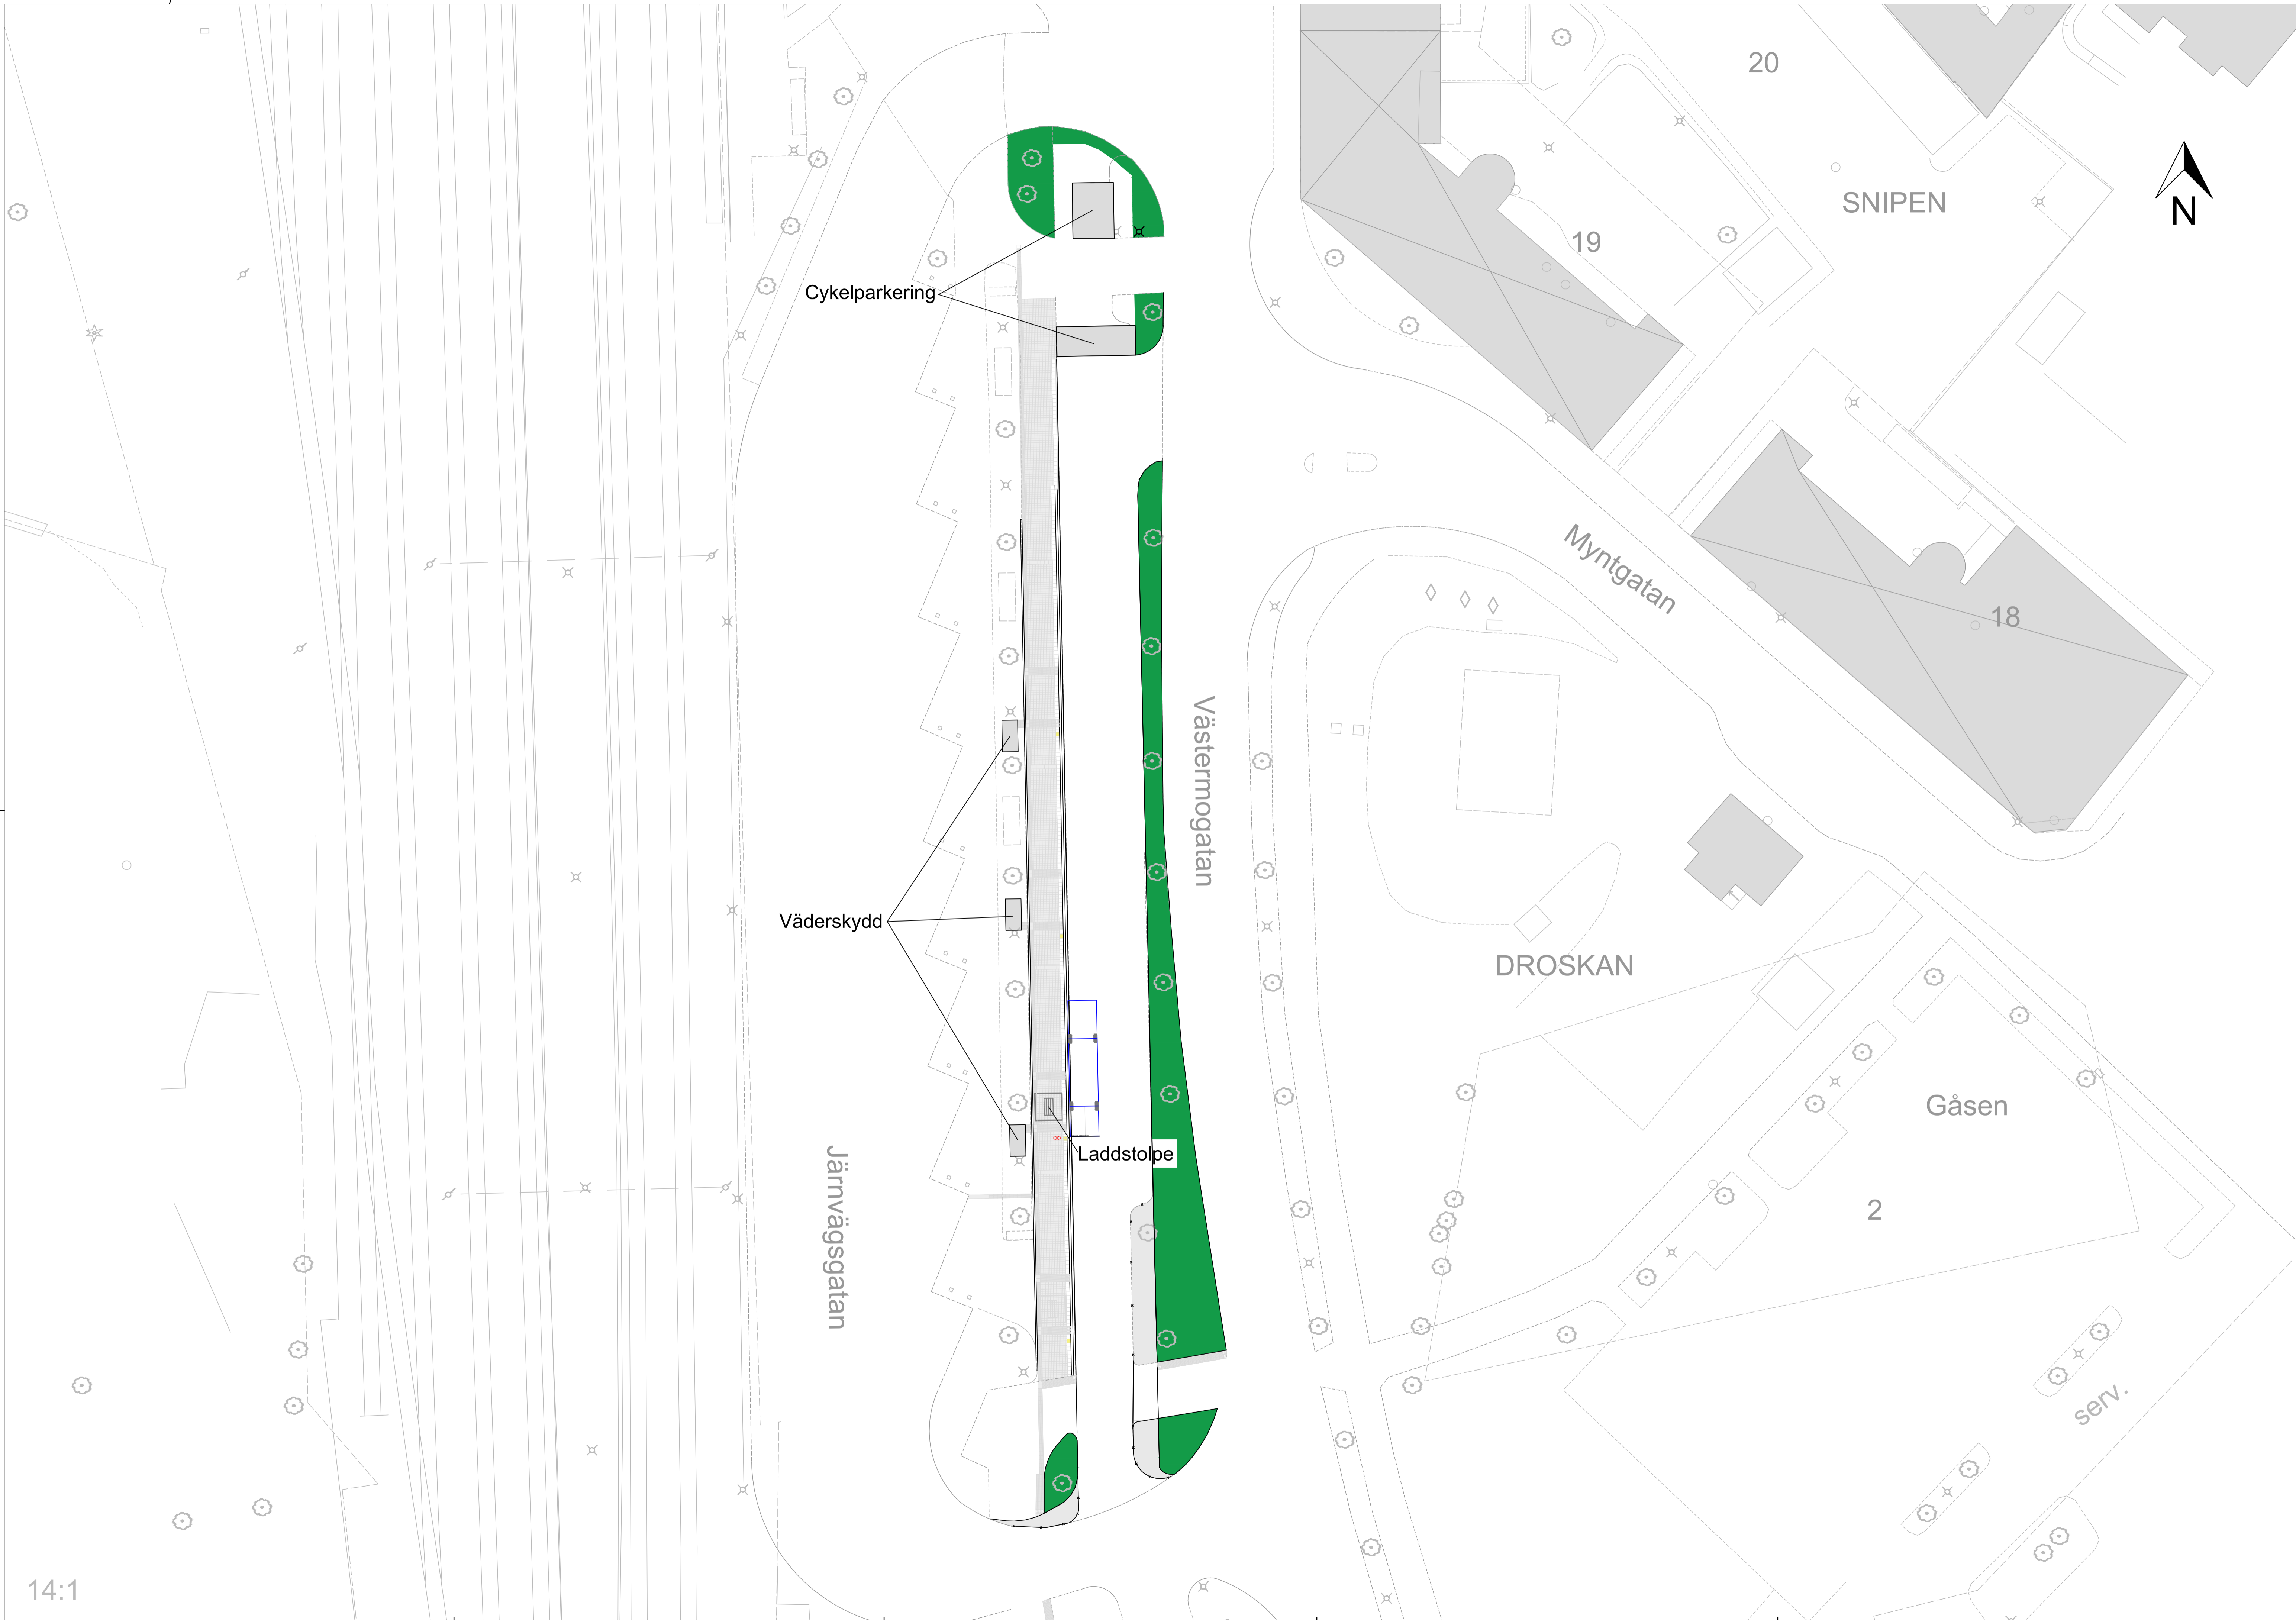 20
SNIPEN
N
19
Cykelparkering
Myntgatan
18
Västermogatan
Väderskydd
DROSKAN
Gåsen
Laddstolpe
Järnvägsgatan
2
serv.
14:1